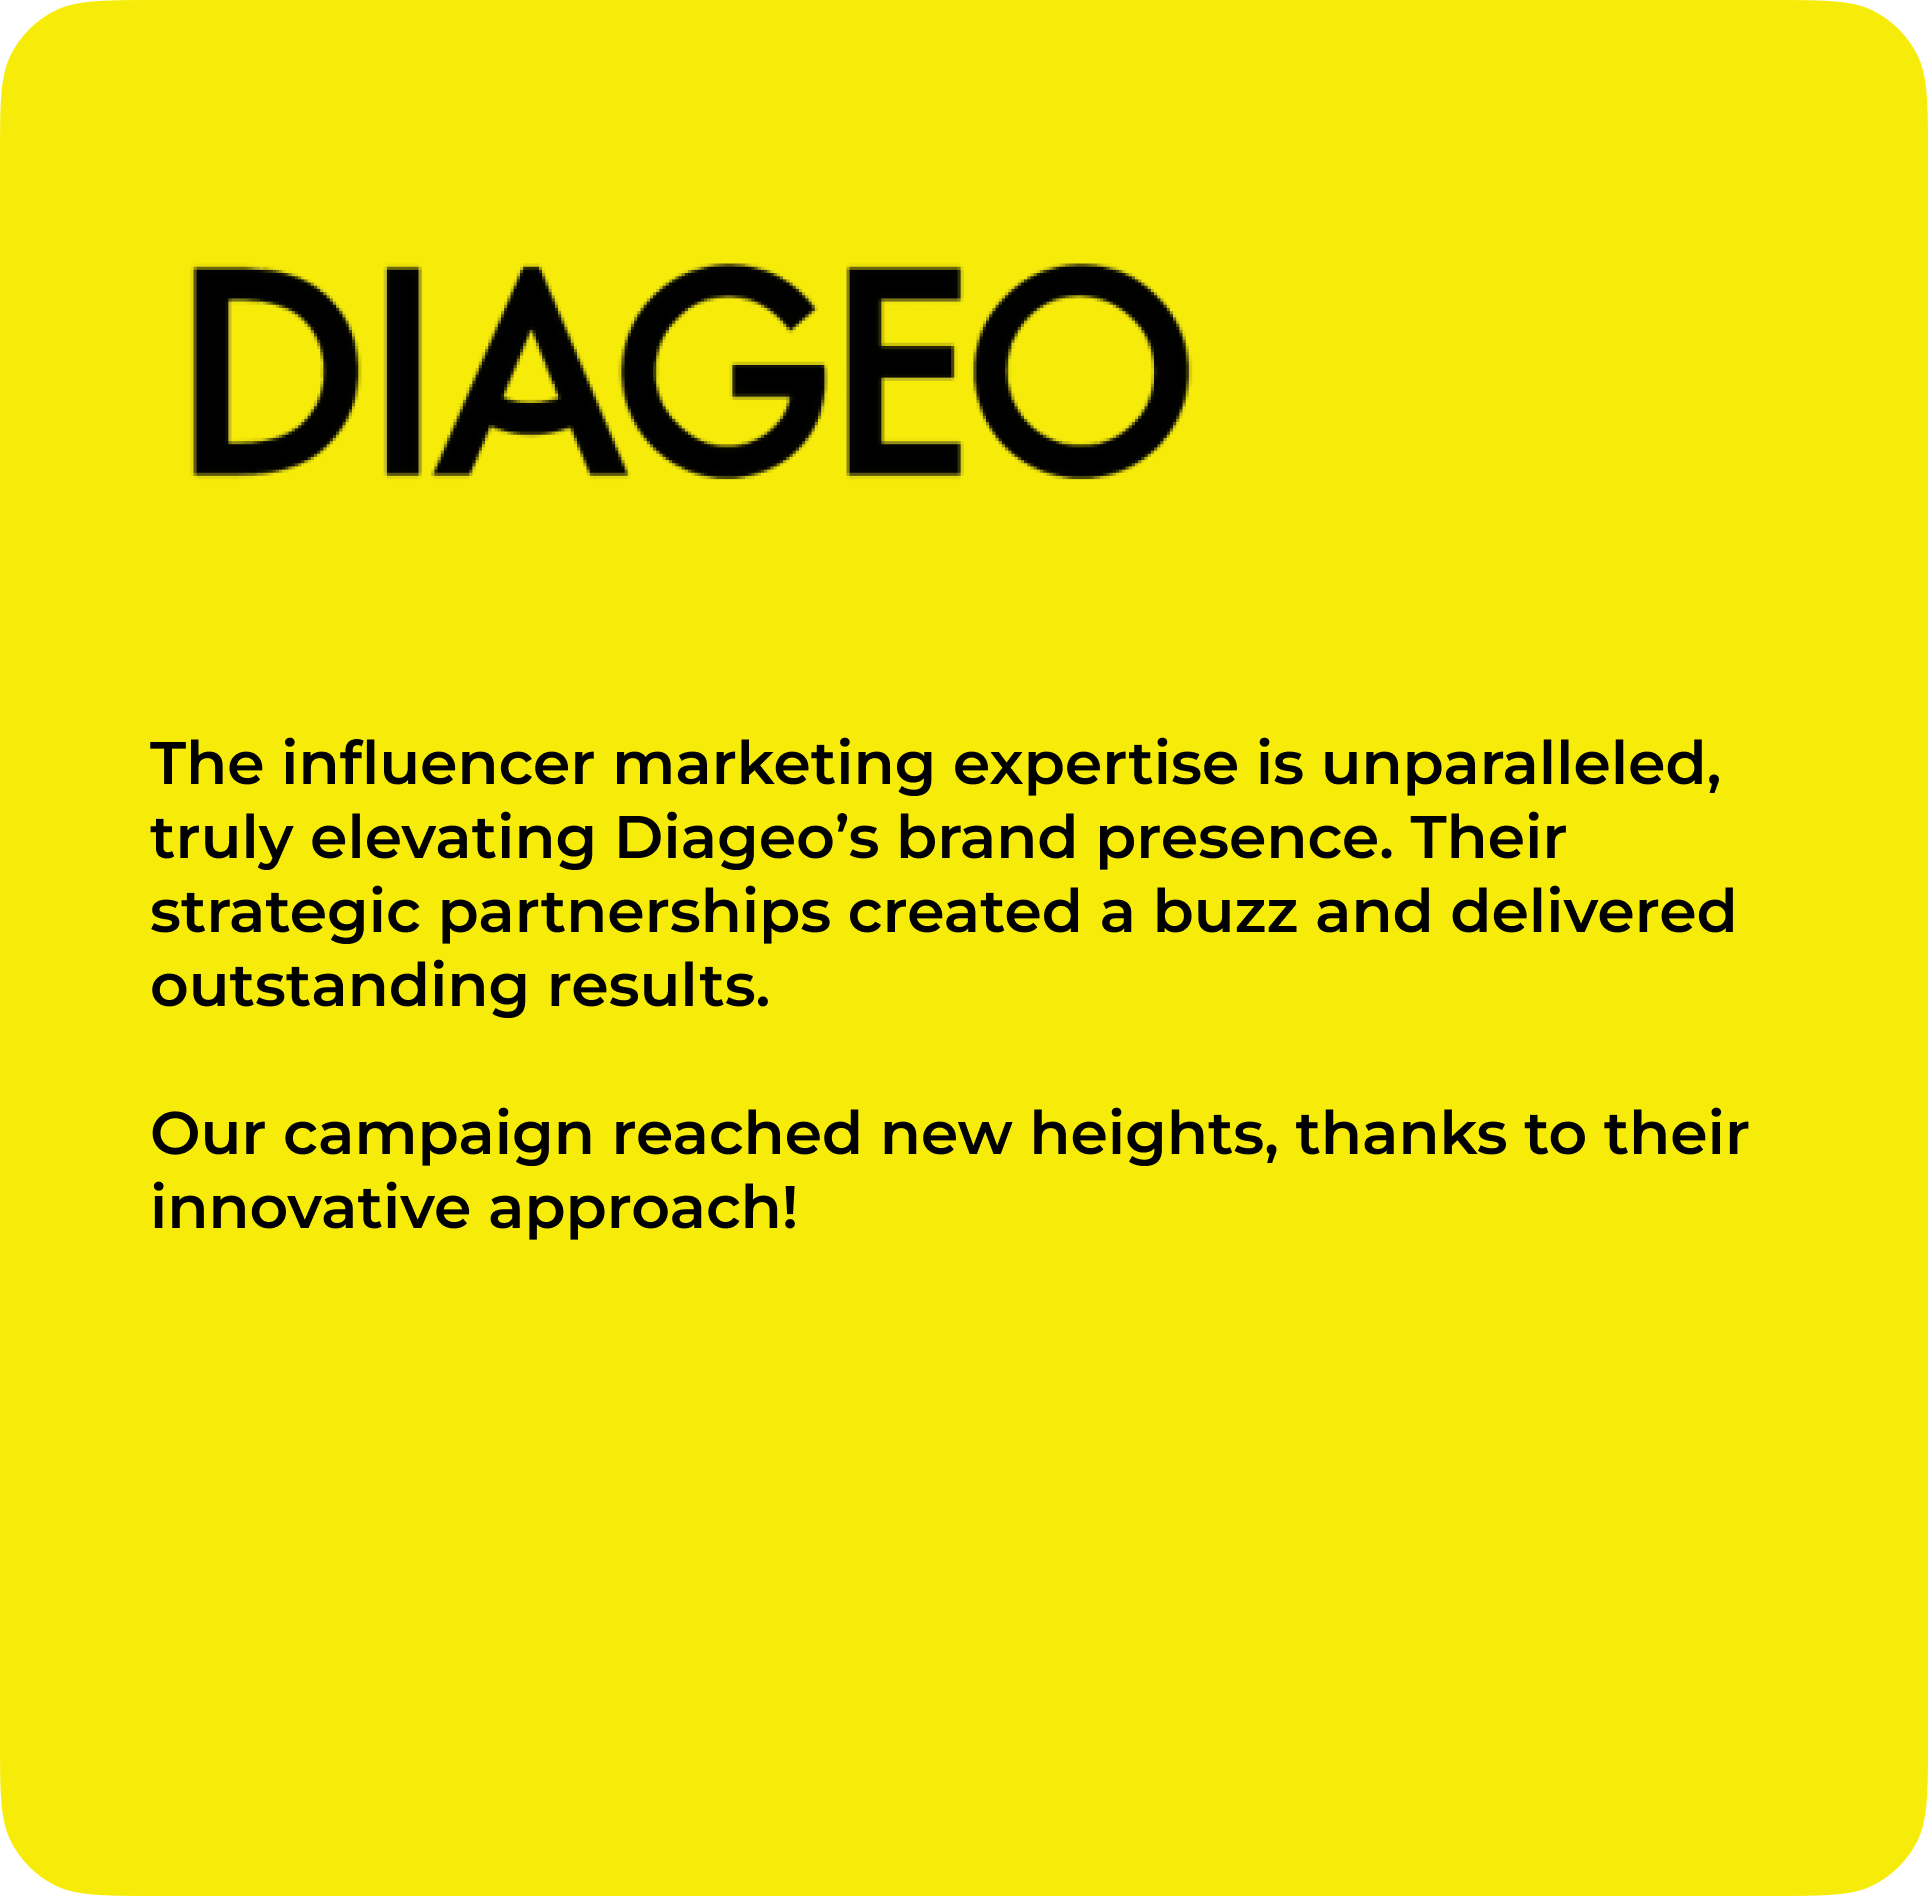 DIAGEO
The influencer marketing expertise is unparalleled,
truly elevating Diageo’s brand presence. Their
strategic partnerships created a buzz and delivered
outstanding results.
Our campaign reached new heights, thanks to their
innovative approach!